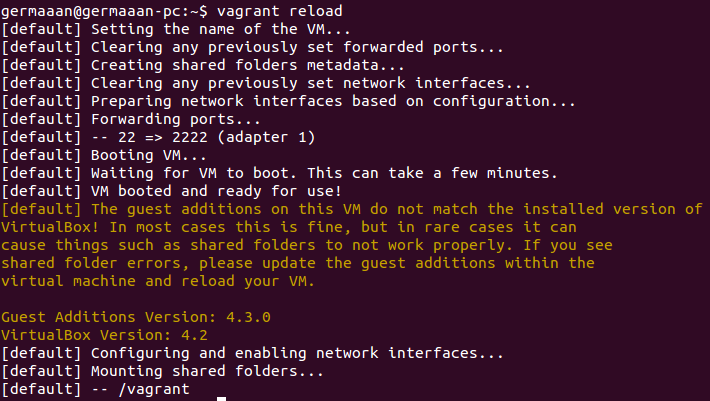 germaaan@germaaan-pc:~$ vagrant reload
[default] Setting the name of the VM...
[default] Clearing any previously set forwarded ports...
[default] Creating shared folders metadata...
[default] Clearing any previously set network interfaces...
[default] Preparing network interfaces based on configuration...
[default] Forwarding ports...
[default] -- 22 => 2222 (adapter 1)
[default] Booting VM...
[default] Waiting for VM to boot. This can take a few minutes.
[default] VM booted and ready for use!
[default] The guest additions on this VM do not match the installed version of
VirtualBox! In most cases this is fine, but in rare cases it can
cause things such as shared folders to not work properly. If you see
shared folder errors, please update the guest additions within the
virtual machine and reload your VM.
Guest Additions Version: 4.3.0
VirtualBox Version: 4.2
[default] Configuring and enabling network interfaces...
[default] Mounting shared folders...
[default] -- /vagrant